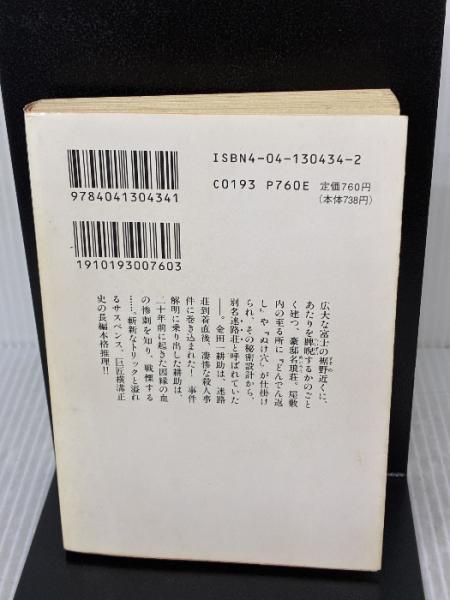 ISBN4-04-130434-2
C0193 P760E 定価760円
(本体738円)
9784041304341
1910193007603
広大な富士の裾野近くに、
あたりを睥睨するかのごと
く建つ、豪邸名琅荘。屋敷
内の至る所に『どんでん返
し』や『ぬけ穴』が仕掛け
られ、その秘密設計から、
別名迷路荘と呼ばれていた
――。金田一耕助は、迷路
荘到着直後、凄惨な殺人事
件に巻き込まれた！ 事件
解明に乗り出した耕助は、
二十年前に起きた因縁の血
の惨劇を知り、戦慄する
……。斬新なトリックと溢れ
るサスペンス、巨匠横溝正
史の長編本格推理!!